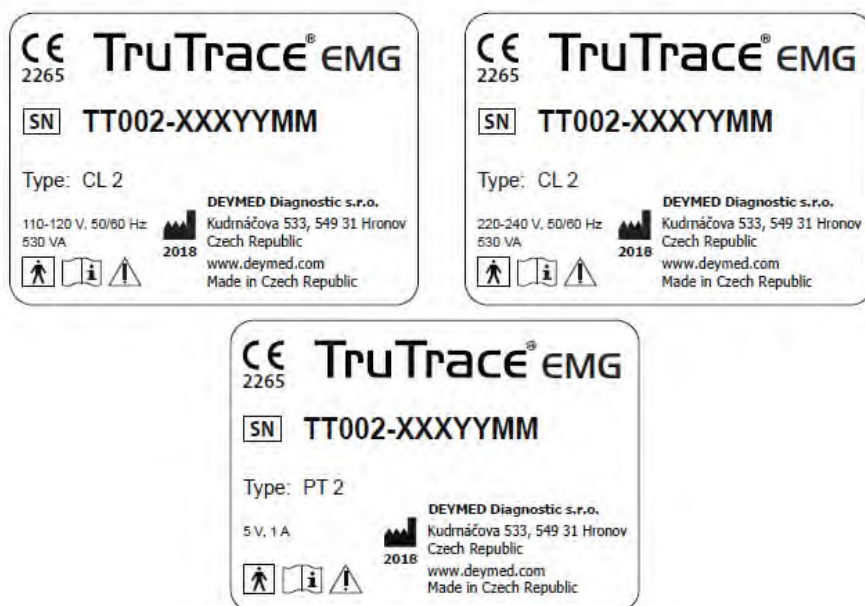 CE TruTrace® EMG
2265
SN TT002-XXXYYMM
Type: CL 2
110-120 V, 50/60 Hz
530 VA
2018
DEYMED Diagnostic s.r.o.
Kudrnáčova 533, 549 31 Hronov
Czech Republic
www.deymed.com
Made in Czech Republic
CE TruTrace® EMG
2265
SN TT002-XXXYYMM
Type: CL 2
220-240 V, 50/60 Hz
530 VA
2018
DEYMED Diagnostic s.r.o.
Kudrnáčova 533, 549 31 Hronov
Czech Republic
www.deymed.com
Made in Czech Republic
CE TruTrace® EMG
2265
SN TT002-XXXYYMM
Type: PT 2
5 V, 1 A
2018
DEYMED Diagnostic s.r.o.
Kudrnáčova 533, 549 31 Hronov
Czech Republic
www.deymed.com
Made in Czech Republic